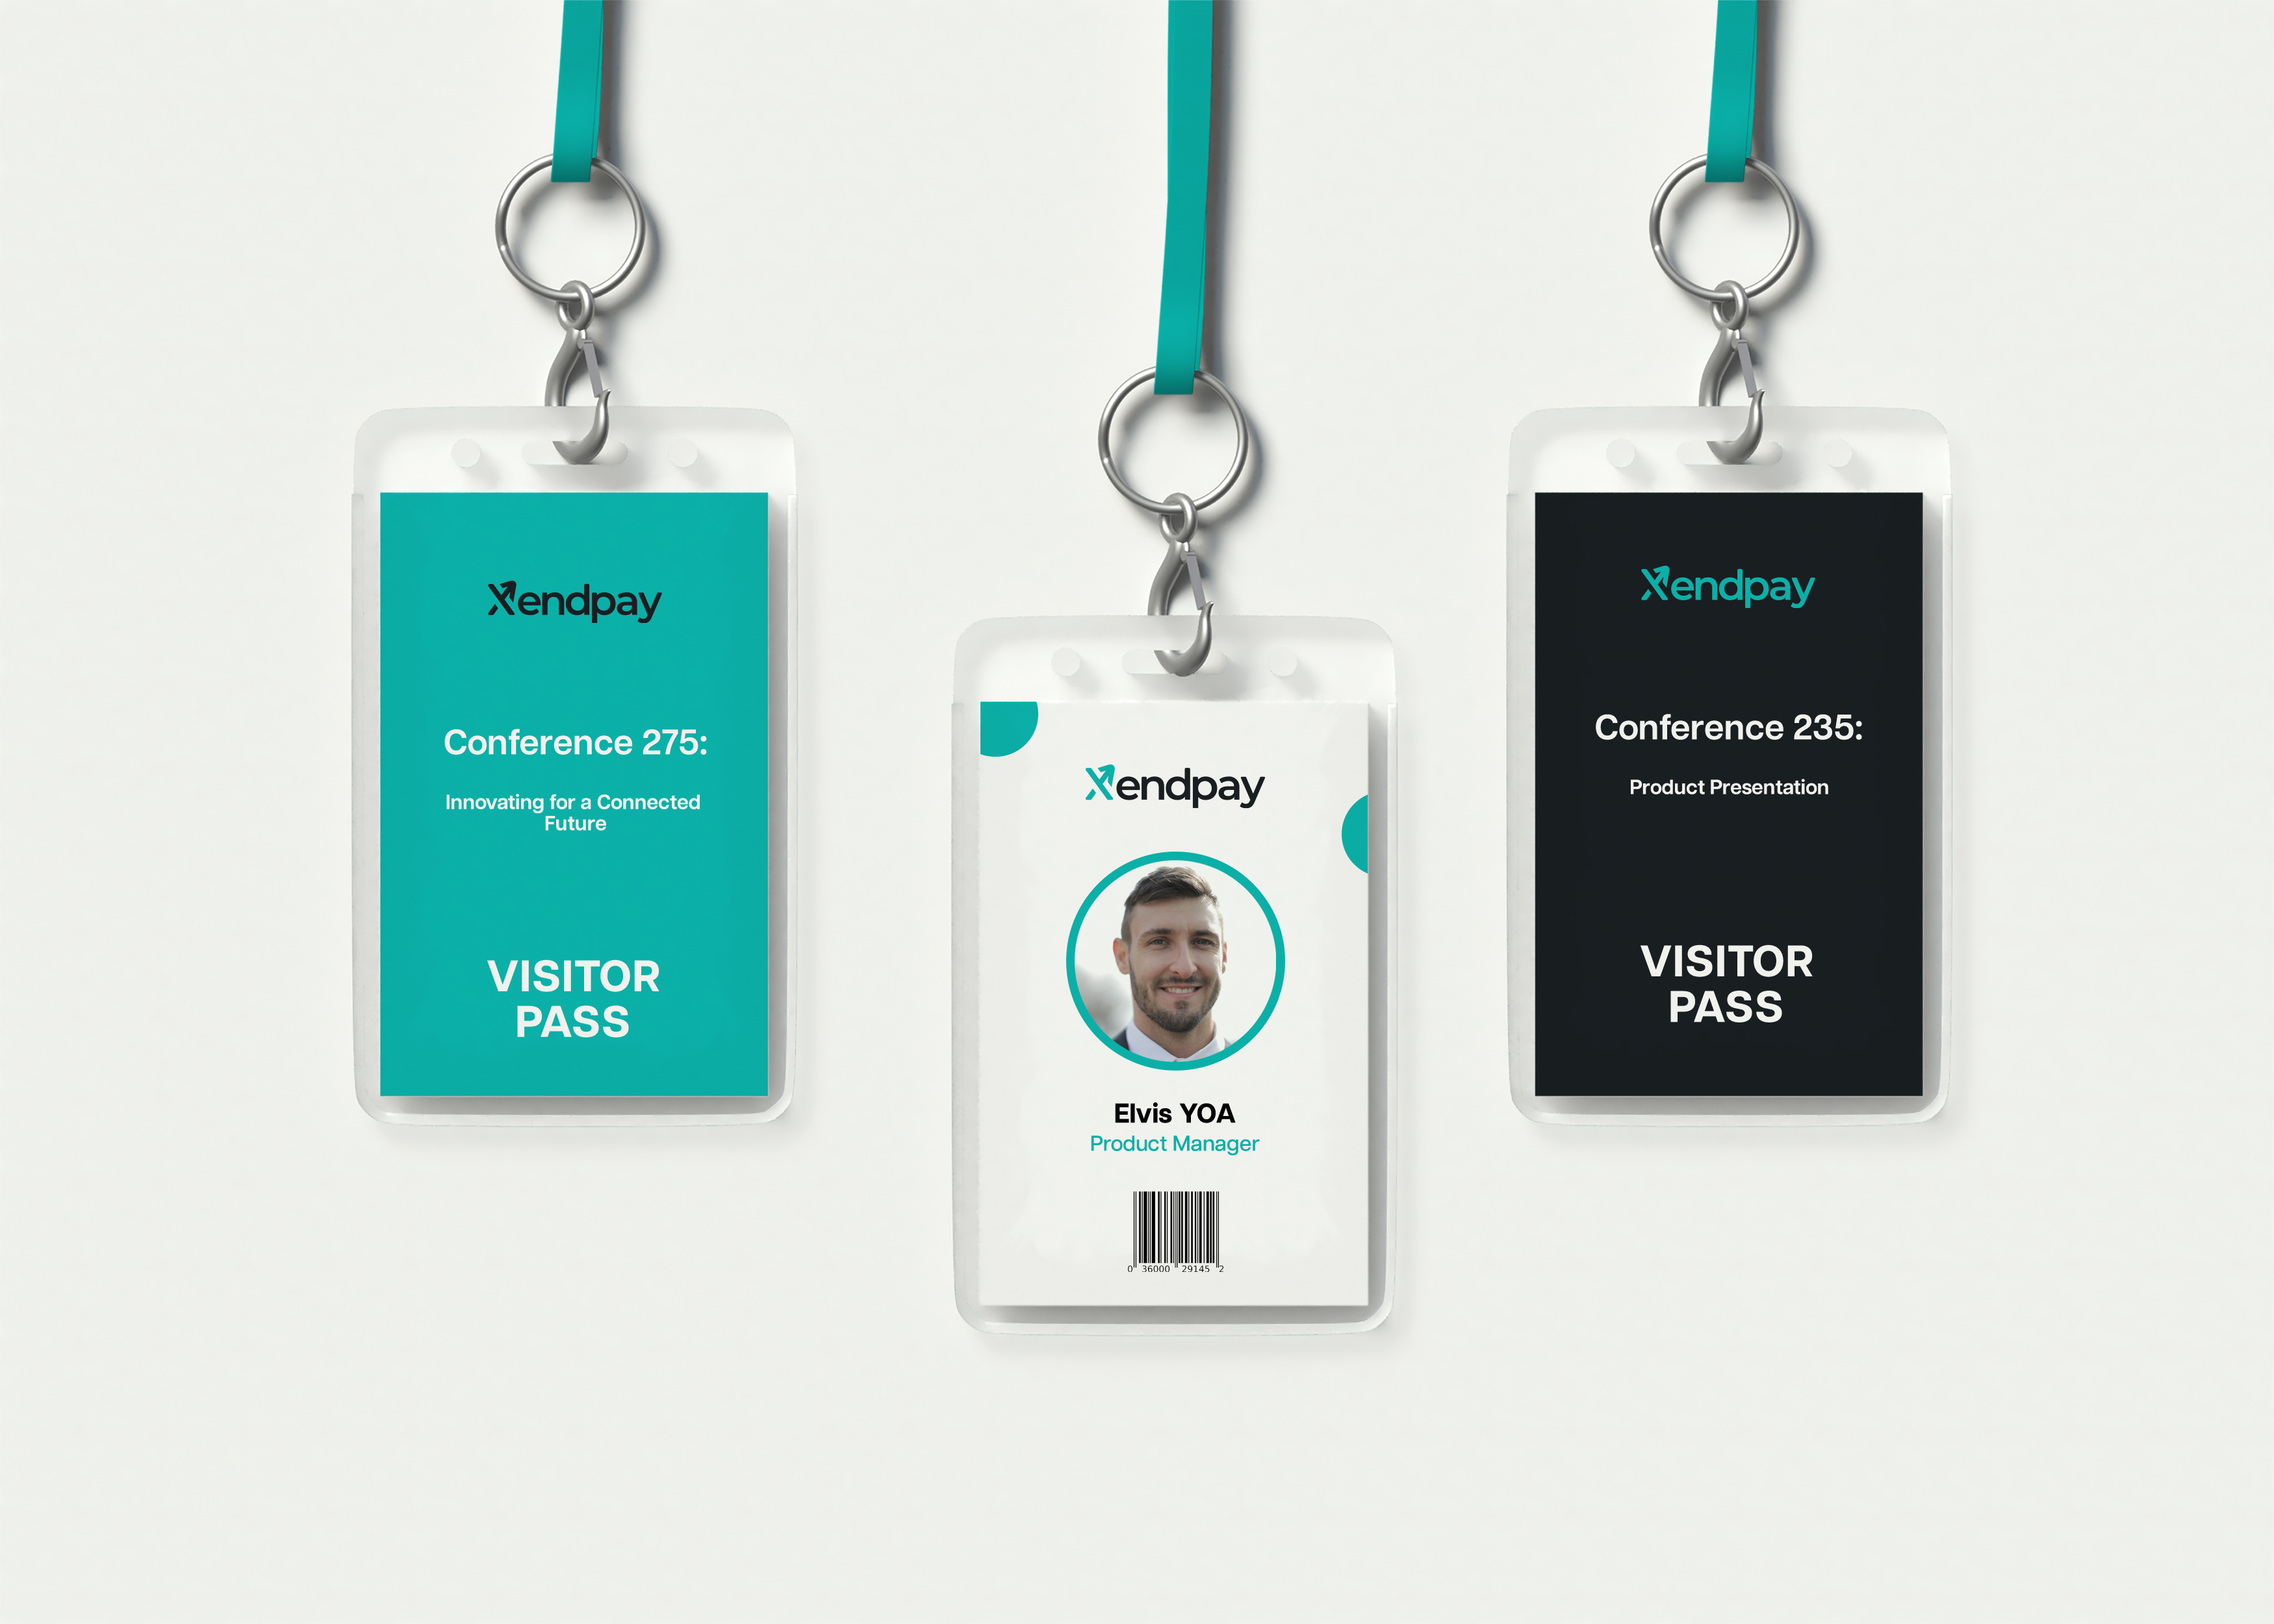 Xendpay
Conference 275:
Innovating for a Connected
Future
VISITOR
PASS
Xendpay
Elvis YOA
Product Manager
0 36000 29145 2
Xendpay
Conference 235:
Product Presentation
VISITOR
PASS